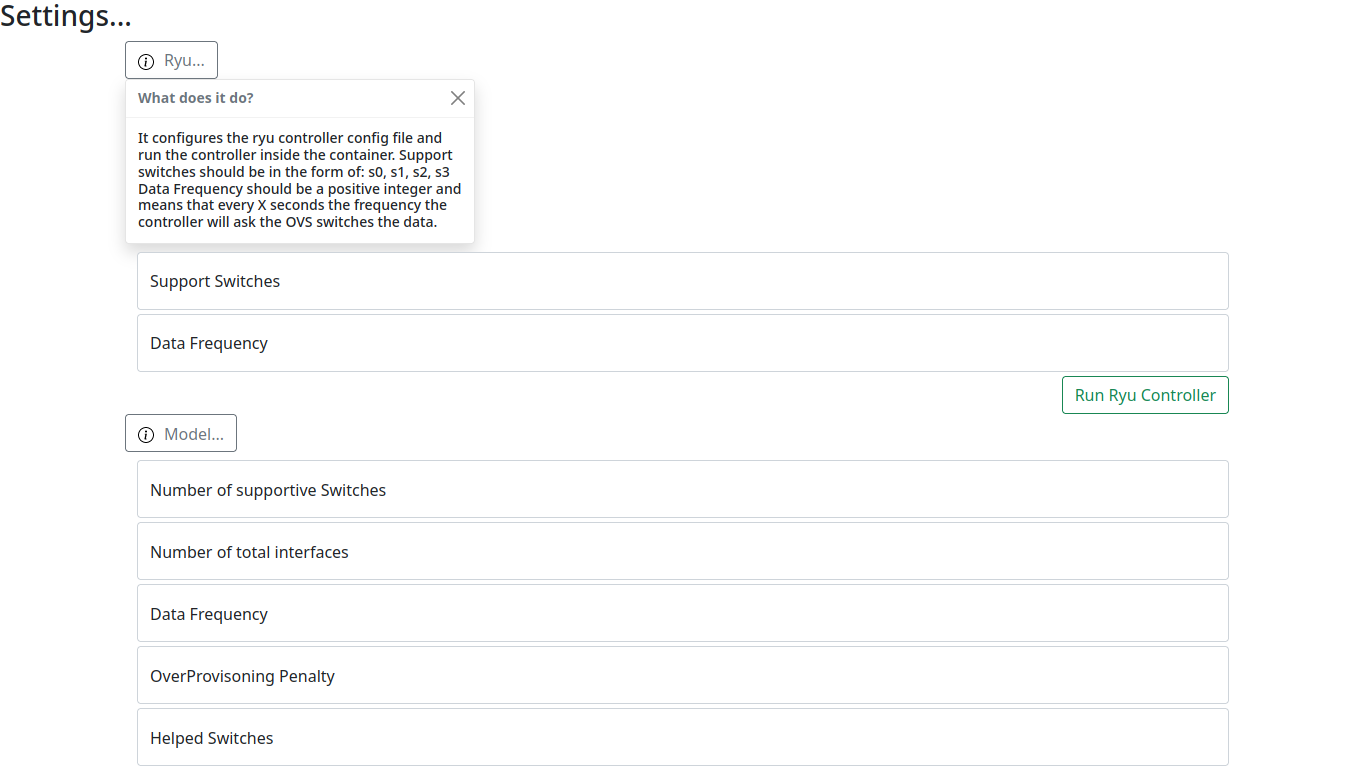 Settings...
Ryu...
What does it do?
It configures the ryu controller config file and
run the controller inside the container. Support
switches should be in the form of: s0, s1, s2, s3
Data Frequency should be a positive integer and
means that every X seconds the frequency the
controller will ask the OVS switches the data.
Support Switches
Data Frequency
Run Ryu Controller
Model...
Number of supportive Switches
Number of total interfaces
Data Frequency
OverProvisoning Penalty
Helped Switches